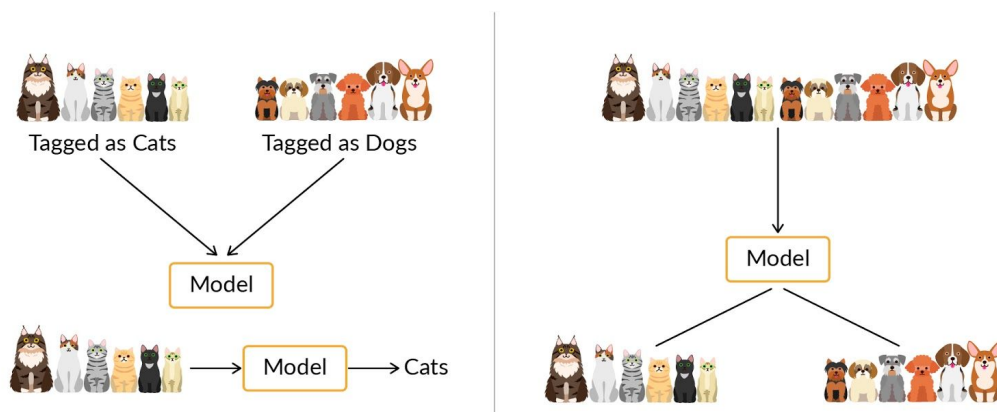 Tagged as Cats
Tagged as Dogs
Model
Model
Cats
Model